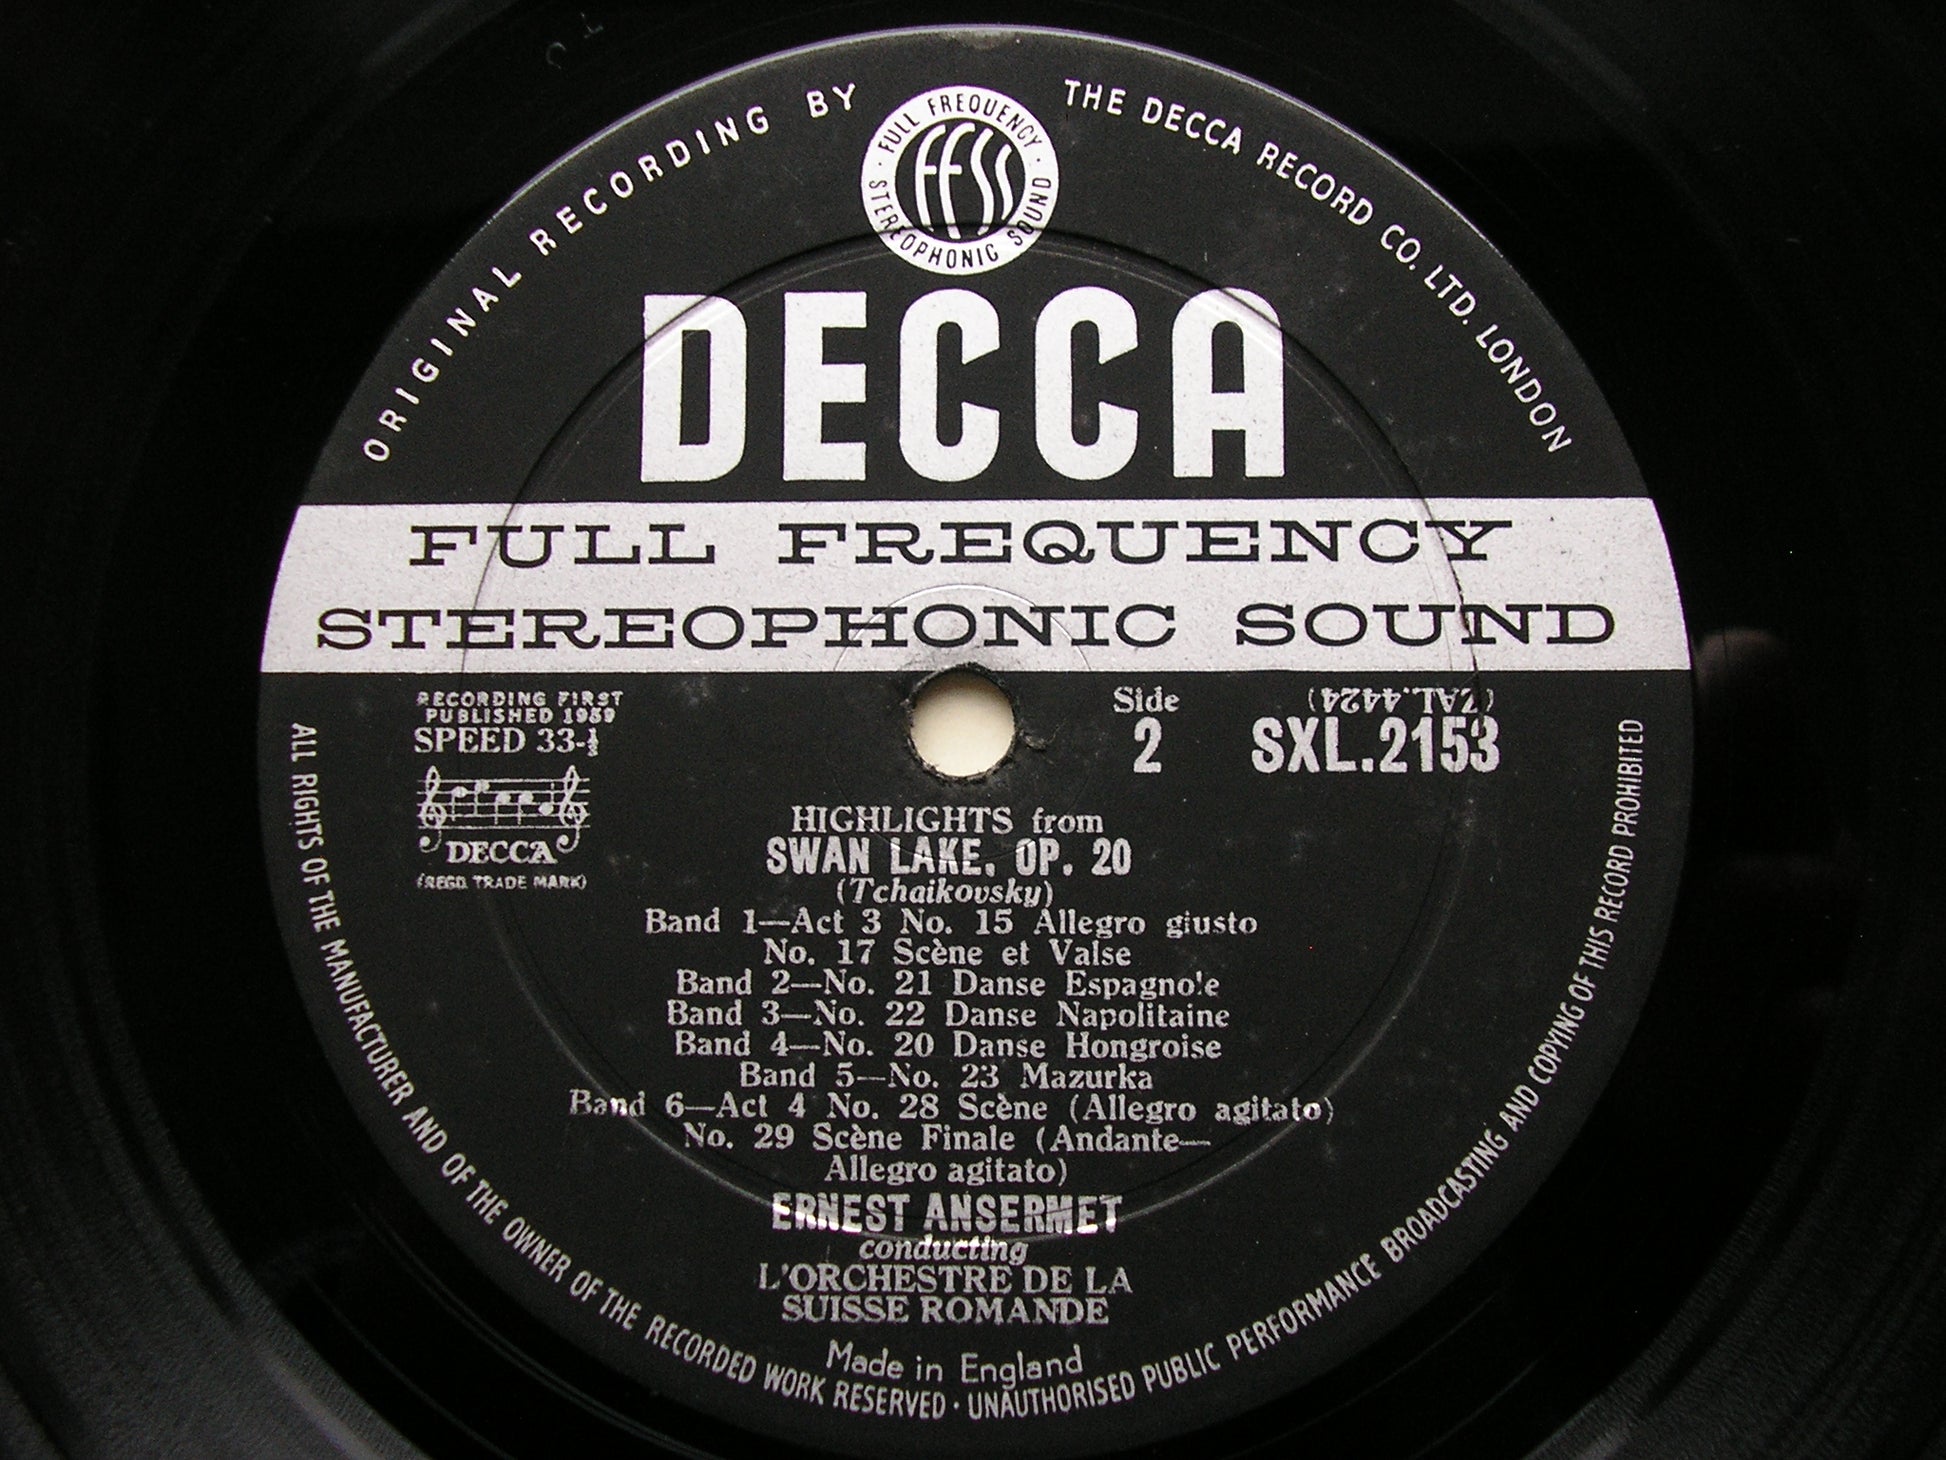 ORIGINAL RECORDING BY THE DECCA RECORD CO. LTD. LONDON
FULL FREQUENCY
STEREOPHONIC SOUND
FFSS
DECCA
FULL FREQUENCY
STEREOPHONIC SOUND
RECORDING FIRST
PUBLISHED 1959
SPEED 33-⅓
DECCA
(REGD. TRADE MARK)
Side
2
(ZAL.4424)
SXL.2153
HIGHLIGHTS from
SWAN LAKE, OP. 20
(Tchaikovsky)
Band 1—Act 3 No. 15 Allegro giusto
No. 17 Scène et Valse
Band 2—No. 21 Danse Espagnole
Band 3—No. 22 Danse Napolitaine
Band 4—No. 20 Danse Hongroise
Band 5—No. 23 Mazurka
Band 6—Act 4 No. 28 Scène (Allegro agitato)
No. 29 Scène Finale (Andante—
Allegro agitato)
ERNEST ANSERMET
conducting
L'ORCHESTRE DE LA
SUISSE ROMANDE
Made in England
ALL RIGHTS OF THE MANUFACTURER AND OF THE OWNER OF THE RECORDED WORK RESERVED · UNAUTHORISED PUBLIC PERFORMANCE BROADCASTING AND COPYING OF THIS RECORD PROHIBITED